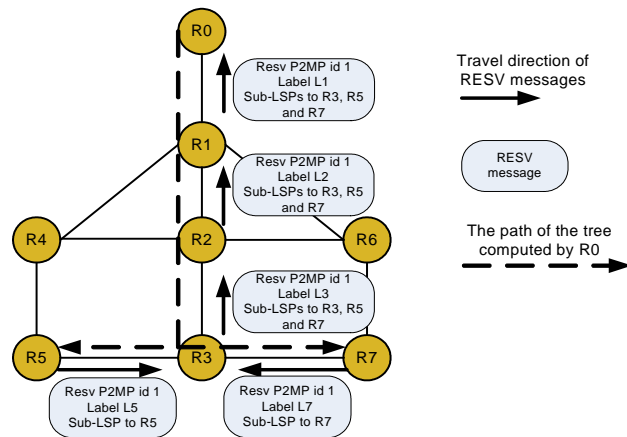 R0
Resv P2MP id 1
Label L1
Sub-LSPs to R3, R5
and R7
Travel direction of
RESV messages
R1
Resv P2MP id 1
Label L2
Sub-LSPs to R3, R5
and R7
RESV
message
R4
R2
R6
The path of the tree
computed by R0
Resv P2MP id 1
Label L3
Sub-LSPs to R3, R5
and R7
R5
R3
R7
Resv P2MP id 1
Label L5
Sub-LSP to R5
Resv P2MP id 1
Label L7
Sub-LSP to R7